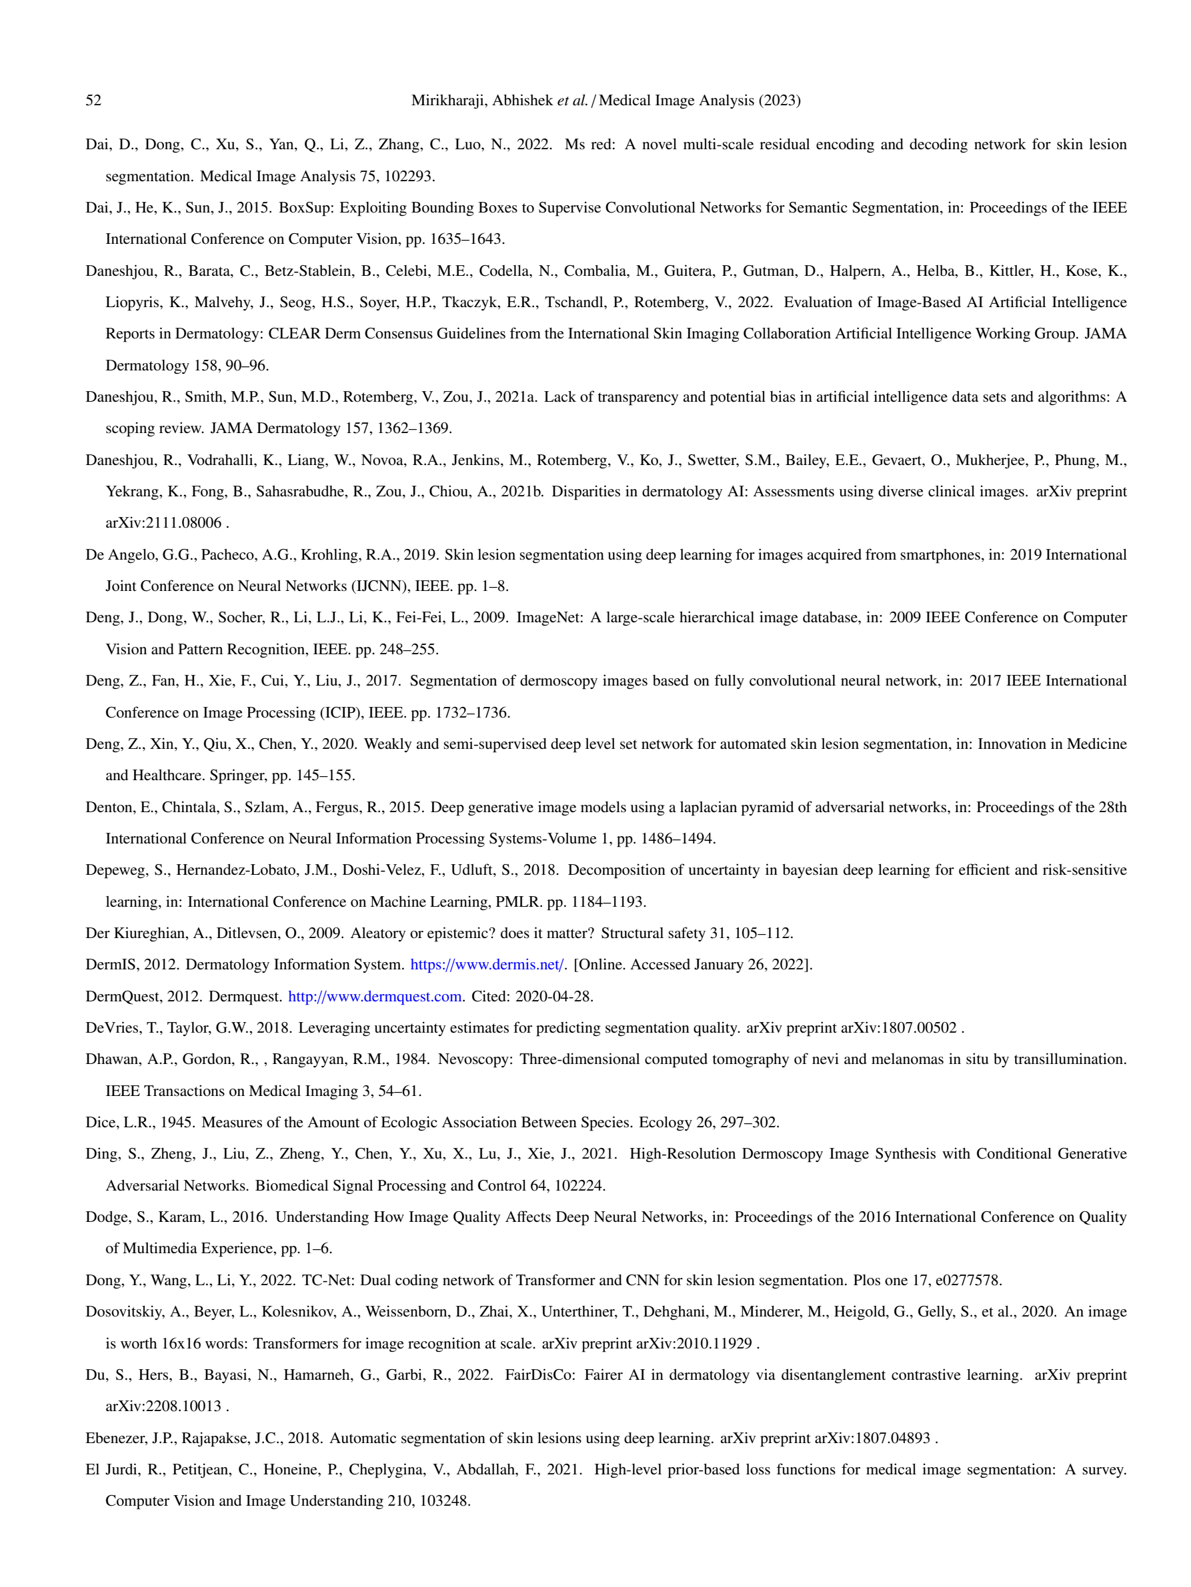 52
Mirikharaji, Abhishek et al. / Medical Image Analysis (2023)
Dai, D., Dong, C., Xu, S., Yan, Q., Li, Z., Zhang, C., Luo, N., 2022. Ms red: A novel multi-scale residual encoding and decoding network for skin lesion
segmentation. Medical Image Analysis 75, 102293.
Dai, J., He, K., Sun, J., 2015. BoxSup: Exploiting Bounding Boxes to Supervise Convolutional Networks for Semantic Segmentation, in: Proceedings of the IEEE
International Conference on Computer Vision, pp. 1635–1643.
Daneshjou, R., Barata, C., Betz-Stablein, B., Celebi, M.E., Codella, N., Combalia, M., Guitera, P., Gutman, D., Halpern, A., Helba, B., Kittler, H., Kose, K.,
Liopyris, K., Malvehy, J., Seog, H.S., Soyer, H.P., Tkaczyk, E.R., Tschandl, P., Rotemberg, V., 2022. Evaluation of Image-Based AI Artificial Intelligence
Reports in Dermatology: CLEAR Derm Consensus Guidelines from the International Skin Imaging Collaboration Artificial Intelligence Working Group. JAMA
Dermatology 158, 90–96.
Daneshjou, R., Smith, M.P., Sun, M.D., Rotemberg, V., Zou, J., 2021a. Lack of transparency and potential bias in artificial intelligence data sets and algorithms: A
scoping review. JAMA Dermatology 157, 1362–1369.
Daneshjou, R., Vodrahalli, K., Liang, W., Novoa, R.A., Jenkins, M., Rotemberg, V., Ko, J., Swetter, S.M., Bailey, E.E., Gevaert, O., Mukherjee, P., Phung, M.,
Yekrang, K., Fong, B., Sahasrabudhe, R., Zou, J., Chiou, A., 2021b. Disparities in dermatology AI: Assessments using diverse clinical images. arXiv preprint
arXiv:2111.08006 .
De Angelo, G.G., Pacheco, A.G., Krohling, R.A., 2019. Skin lesion segmentation using deep learning for images acquired from smartphones, in: 2019 International
Joint Conference on Neural Networks (IJCNN), IEEE. pp. 1–8.
Deng, J., Dong, W., Socher, R., Li, L.J., Li, K., Fei-Fei, L., 2009. ImageNet: A large-scale hierarchical image database, in: 2009 IEEE Conference on Computer
Vision and Pattern Recognition, IEEE. pp. 248–255.
Deng, Z., Fan, H., Xie, F., Cui, Y., Liu, J., 2017. Segmentation of dermoscopy images based on fully convolutional neural network, in: 2017 IEEE International
Conference on Image Processing (ICIP), IEEE. pp. 1732–1736.
Deng, Z., Xin, Y., Qiu, X., Chen, Y., 2020. Weakly and semi-supervised deep level set network for automated skin lesion segmentation, in: Innovation in Medicine
and Healthcare. Springer, pp. 145–155.
Denton, E., Chintala, S., Szlam, A., Fergus, R., 2015. Deep generative image models using a laplacian pyramid of adversarial networks, in: Proceedings of the 28th
International Conference on Neural Information Processing Systems-Volume 1, pp. 1486–1494.
Depeweg, S., Hernandez-Lobato, J.M., Doshi-Velez, F., Udluft, S., 2018. Decomposition of uncertainty in bayesian deep learning for efficient and risk-sensitive
learning, in: International Conference on Machine Learning, PMLR. pp. 1184–1193.
Der Kiureghian, A., Ditlevsen, O., 2009. Aleatory or epistemic? does it matter? Structural safety 31, 105–112.
DermIS, 2012. Dermatology Information System. https://www.dermis.net/. [Online. Accessed January 26, 2022].
DermQuest, 2012. Dermquest. http://www.dermquest.com. Cited: 2020-04-28.
DeVries, T., Taylor, G.W., 2018. Leveraging uncertainty estimates for predicting segmentation quality. arXiv preprint arXiv:1807.00502 .
Dhawan, A.P., Gordon, R., , Rangayyan, R.M., 1984. Nevoscopy: Three-dimensional computed tomography of nevi and melanomas in situ by transillumination.
IEEE Transactions on Medical Imaging 3, 54–61.
Dice, L.R., 1945. Measures of the Amount of Ecologic Association Between Species. Ecology 26, 297–302.
Ding, S., Zheng, J., Liu, Z., Zheng, Y., Chen, Y., Xu, X., Lu, J., Xie, J., 2021. High-Resolution Dermoscopy Image Synthesis with Conditional Generative
Adversarial Networks. Biomedical Signal Processing and Control 64, 102224.
Dodge, S., Karam, L., 2016. Understanding How Image Quality Affects Deep Neural Networks, in: Proceedings of the 2016 International Conference on Quality
of Multimedia Experience, pp. 1–6.
Dong, Y., Wang, L., Li, Y., 2022. TC-Net: Dual coding network of Transformer and CNN for skin lesion segmentation. Plos one 17, e0277578.
Dosovitskiy, A., Beyer, L., Kolesnikov, A., Weissenborn, D., Zhai, X., Unterthiner, T., Dehghani, M., Minderer, M., Heigold, G., Gelly, S., et al., 2020. An image
is worth 16x16 words: Transformers for image recognition at scale. arXiv preprint arXiv:2010.11929 .
Du, S., Hers, B., Bayasi, N., Hamarneh, G., Garbi, R., 2022. FairDisCo: Fairer AI in dermatology via disentanglement contrastive learning. arXiv preprint
arXiv:2208.10013 .
Ebenezer, J.P., Rajapakse, J.C., 2018. Automatic segmentation of skin lesions using deep learning. arXiv preprint arXiv:1807.04893 .
El Jurdi, R., Petitjean, C., Honeine, P., Cheplygina, V., Abdallah, F., 2021. High-level prior-based loss functions for medical image segmentation: A survey.
Computer Vision and Image Understanding 210, 103248.